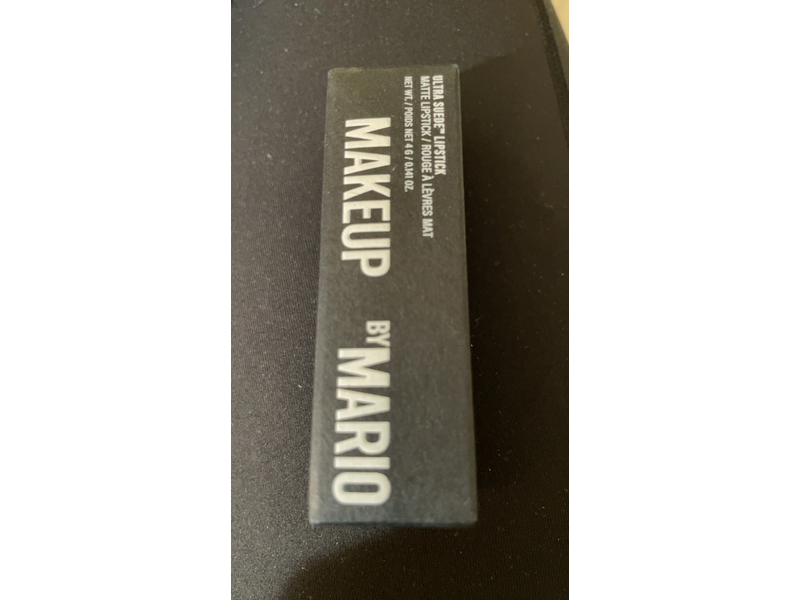 ULTRA SUEDE™ LIPSTICK
MATTE LIPSTICK / ROUGE À LÈVRES MAT
NET WT. / POIDS NET 4 G / 0.141 OZ.
MAKEUP
BY MARIO